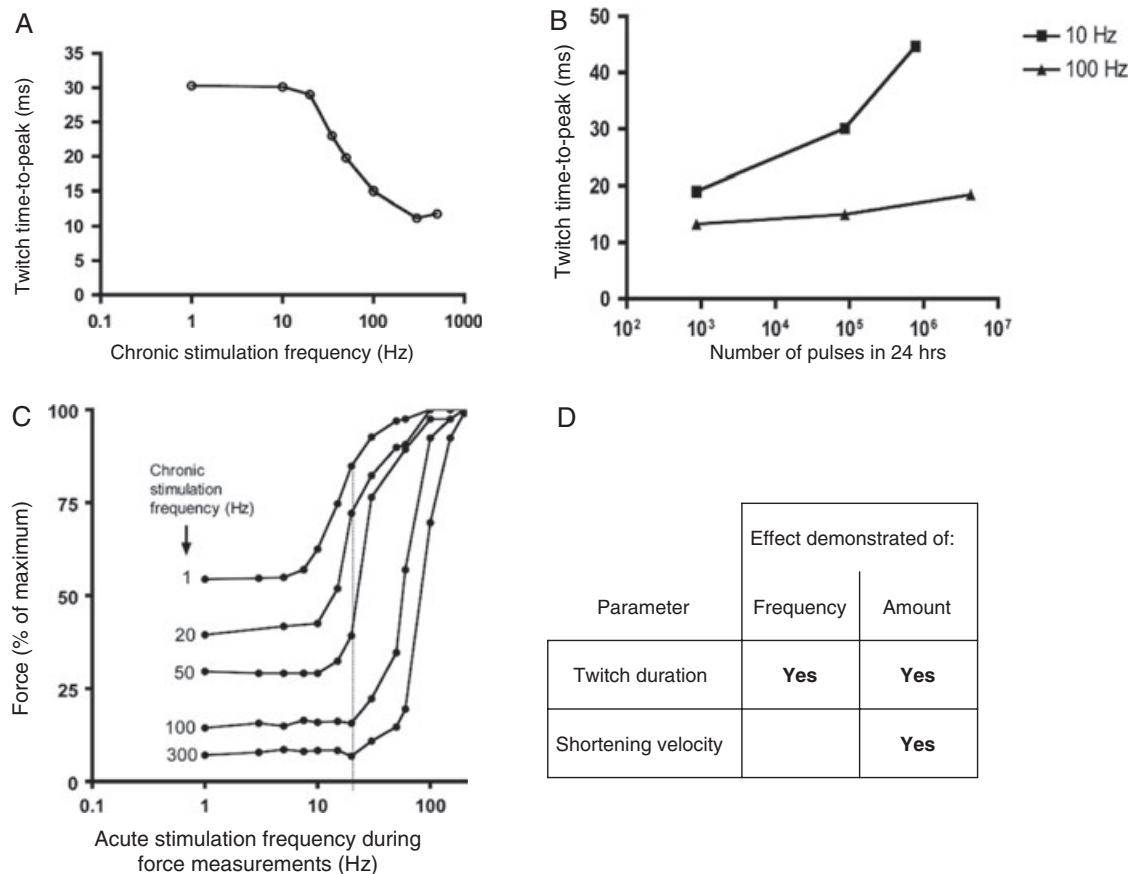 A
Twitch time-to-peak (ms)
35
30
25
20
15
10
5
0
0.1 1 10 100 1000
Chronic stimulation frequency (Hz)
B
Twitch time-to-peak (ms)
50
40
30
20
10
0
10² 10³ 10⁴ 10⁵ 10⁶ 10⁷
Number of pulses in 24 hrs
10 Hz
100 Hz
C
Force (% of maximum)
100
75
50
25
0
Chronic
stimulation
frequency (Hz)
1
20
50
100
300
0.1 1 10 100
Acute stimulation frequency during
force measurements (Hz)
D
Effect demonstrated of:
Parameter Frequency Amount
Twitch duration Yes Yes
Shortening velocity Yes